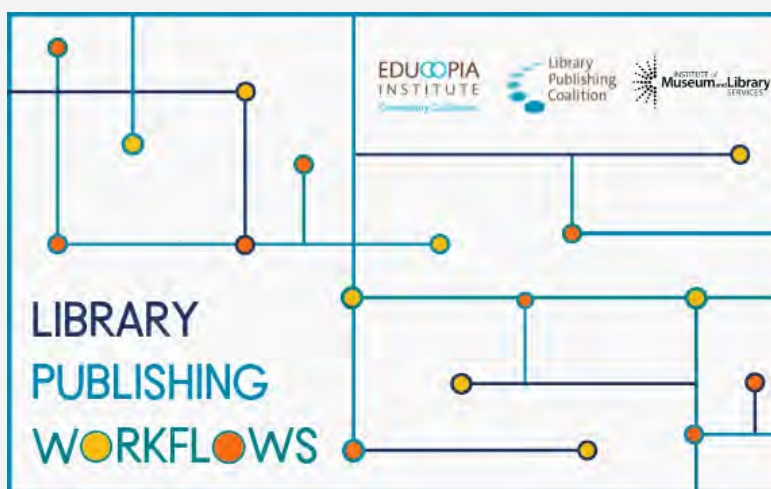 EDUCOPIA
INSTITUTE
Community Cultivators
Library
Publishing
Coalition
INSTITUTE of
Museum and Library
SERVICES
LIBRARY
PUBLISHING
WORKFLOWS